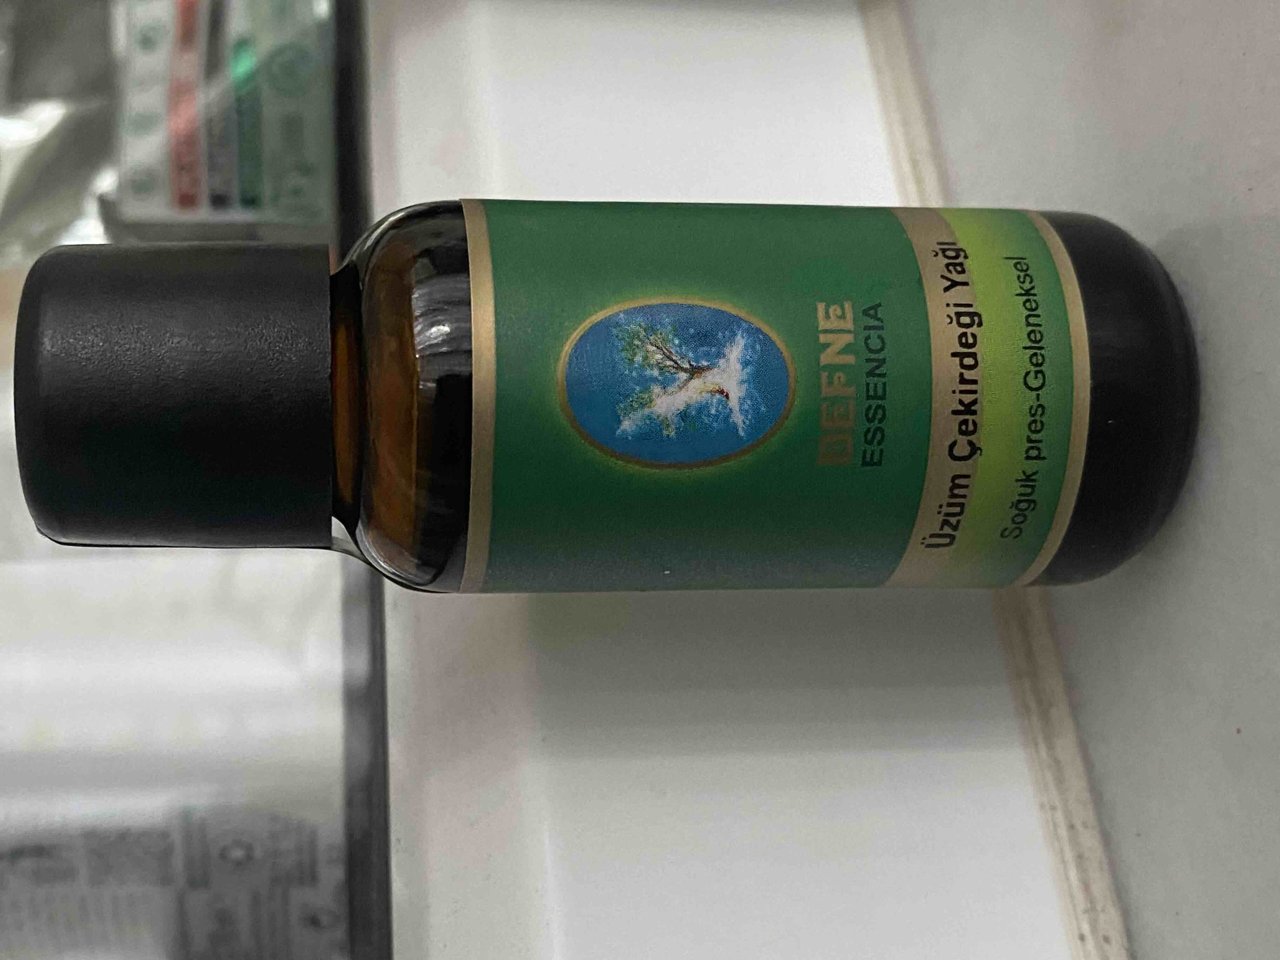 DEFNE
ESSENCIA
Üzüm Çekirdeği Yağı
Soğuk pres-Geleneksel